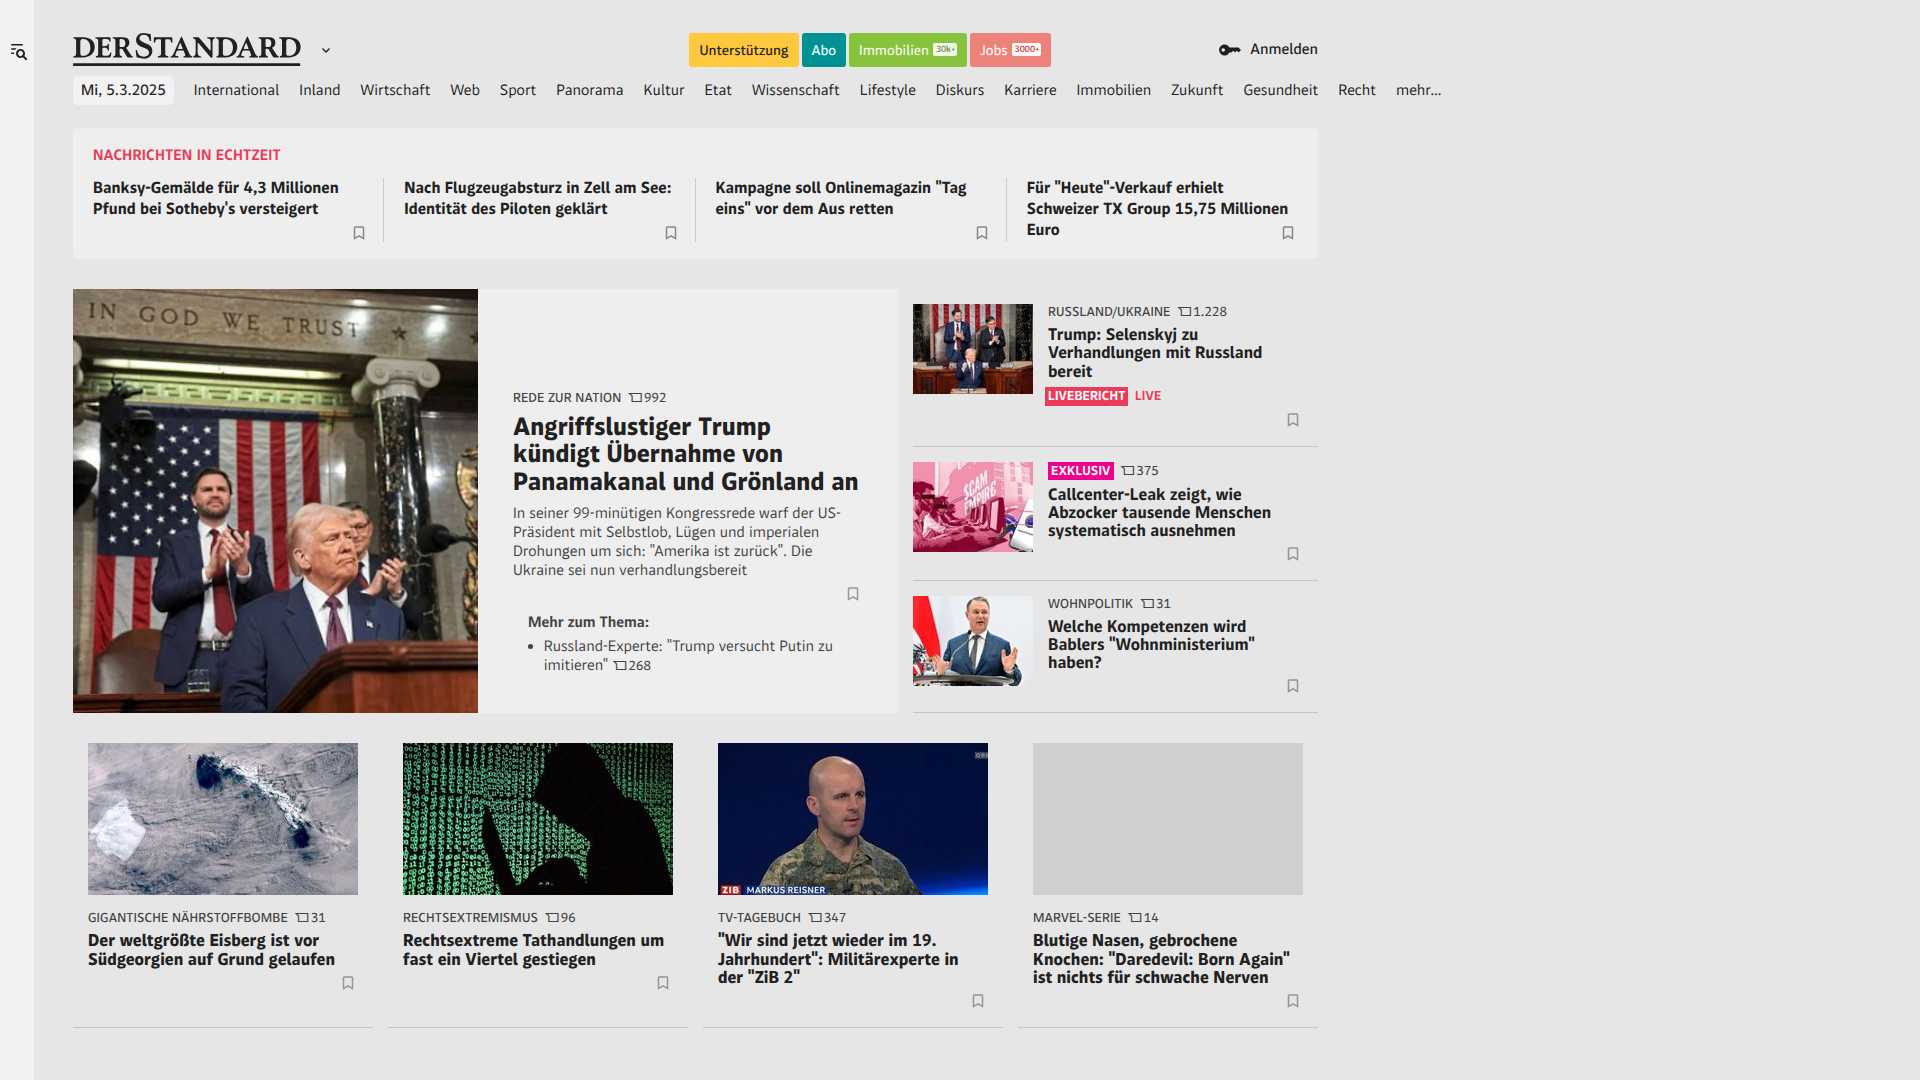 DERSTANDARD
Unterstützung
Abo
Immobilien 30k+
Jobs 3000+
Anmelden
Mi, 5.3.2025
International
Inland
Wirtschaft
Web
Sport
Panorama
Kultur
Etat
Wissenschaft
Lifestyle
Diskurs
Karriere
Immobilien
Zukunft
Gesundheit
Recht
mehr...
NACHRICHTEN IN ECHTZEIT
Banksy-Gemälde für 4,3 Millionen
Pfund bei Sotheby's versteigert
Nach Flugzeugabsturz in Zell am See:
Identität des Piloten geklärt
Kampagne soll Onlinemagazin "Tag
eins" vor dem Aus retten
Für "Heute"-Verkauf erhielt
Schweizer TX Group 15,75 Millionen
Euro
IN GOD WE TRUST
REDE ZUR NATION 992
Angriffslustiger Trump
kündigt Übernahme von
Panamakanal und Grönland an
In seiner 99-minütigen Kongressrede warf der US-
Präsident mit Selbstlob, Lügen und imperialen
Drohungen um sich: "Amerika ist zurück". Die
Ukraine sei nun verhandlungsbereit
Mehr zum Thema:
• Russland-Experte: "Trump versucht Putin zu
imitieren" 268
RUSSLAND/UKRAINE 1.228
Trump: Selenskyj zu
Verhandlungen mit Russland
bereit
LIVEBERICHT LIVE
SCAM
EMPIRE
EXKLUSIV 375
Callcenter-Leak zeigt, wie
Abzocker tausende Menschen
systematisch ausnehmen
WOHNPOLITIK 31
Welche Kompetenzen wird
Bablers "Wohnministerium"
haben?
GIGANTISCHE NÄHRSTOFFBOMBE 31
Der weltgrößte Eisberg ist vor
Südgeorgien auf Grund gelaufen
RECHTSEXTREMISMUS 96
Rechtsextreme Tathandlungen um
fast ein Viertel gestiegen
ZIB MARKUS REISNER
TV-TAGEBUCH 347
"Wir sind jetzt wieder im 19.
Jahrhundert": Militärexperte in
der "ZiB 2"
MARVEL-SERIE 14
Blutige Nasen, gebrochene
Knochen: "Daredevil: Born Again"
ist nichts für schwache Nerven